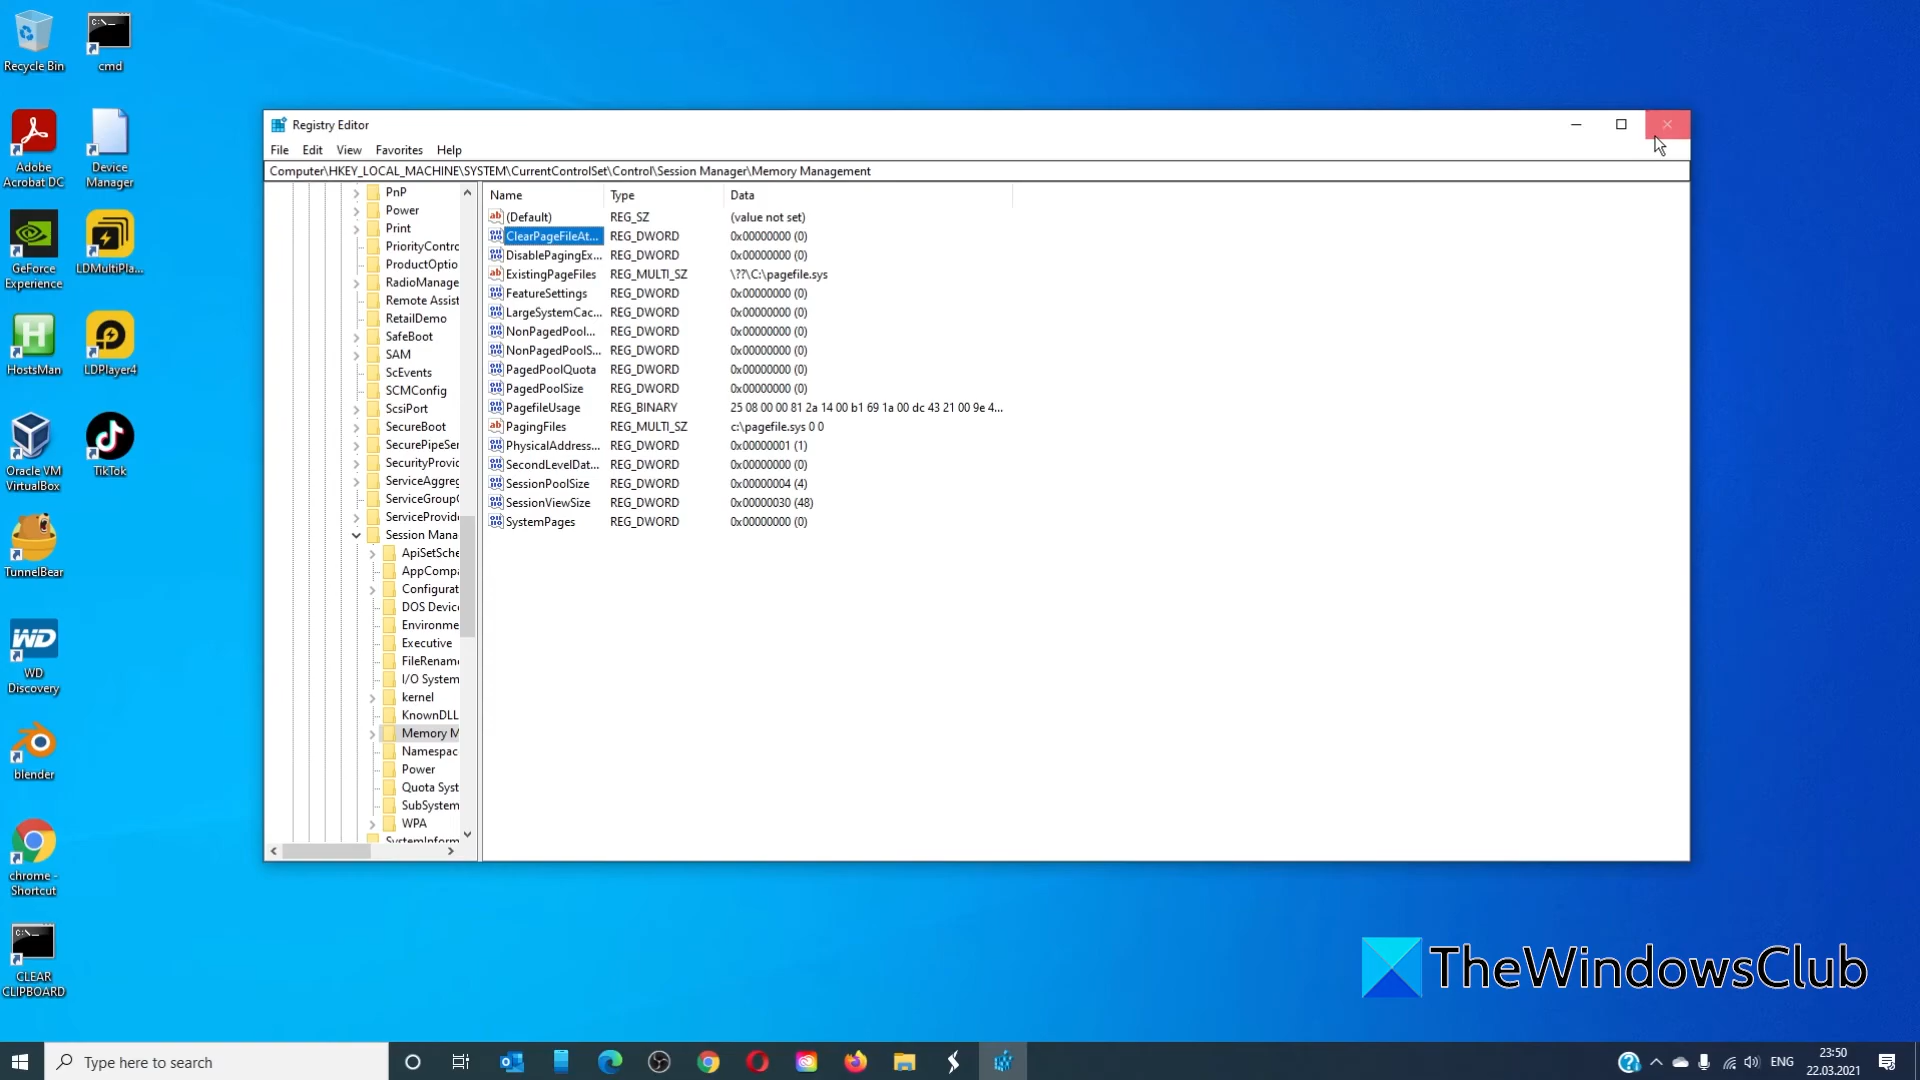 Recycle Bin
cmd
Adobe
Acrobat DC
Device
Manager
GeForce
Experience
LDMultiPla...
HostsMan
LDPlayer4
Oracle VM
VirtualBox
TikTok
TunnelBear
WD
WD
Discovery
blender
chrome -
Shortcut
CLEAR
CLIPBOARD
Registry Editor
File Edit View Favorites Help
Computer\HKEY_LOCAL_MACHINE\SYSTEM\CurrentControlSet\Control\Session Manager\Memory Management
PnP
Power
Print
PriorityContro
ProductOptio
RadioManage
Remote Assist
RetailDemo
SafeBoot
SAM
ScEvents
SCMConfig
ScsiPort
SecureBoot
SecurePipeSer
SecurityProvic
ServiceAggreg
ServiceGroup
ServiceProvide
Session Mana
ApiSetSche
AppCompa
Configurat
DOS Device
Environme
Executive
FileRename
I/O System
kernel
KnownDLL
Memory M
Namespac
Power
Quota Syst
SubSystem
WPA
SystemInform
Name Type Data
(Default) REG_SZ (value not set)
ClearPageFileAt... REG_DWORD 0x00000000 (0)
DisablePagingEx... REG_DWORD 0x00000000 (0)
ExistingPageFiles REG_MULTI_SZ \??\C:\pagefile.sys
FeatureSettings REG_DWORD 0x00000000 (0)
LargeSystemCac... REG_DWORD 0x00000000 (0)
NonPagedPool... REG_DWORD 0x00000000 (0)
NonPagedPoolS... REG_DWORD 0x00000000 (0)
PagedPoolQuota REG_DWORD 0x00000000 (0)
PagedPoolSize REG_DWORD 0x00000000 (0)
PagefileUsage REG_BINARY 25 08 00 00 81 2a 14 00 b1 69 1a 00 dc 43 21 00 9e 4...
PagingFiles REG_MULTI_SZ c:\pagefile.sys 0 0
PhysicalAddress... REG_DWORD 0x00000001 (1)
SecondLevelDat... REG_DWORD 0x00000000 (0)
SessionPoolSize REG_DWORD 0x00000004 (4)
SessionViewSize REG_DWORD 0x00000030 (48)
SystemPages REG_DWORD 0x00000000 (0)
TheWindowsClub
Type here to search
ENG
23:50
22.03.2021